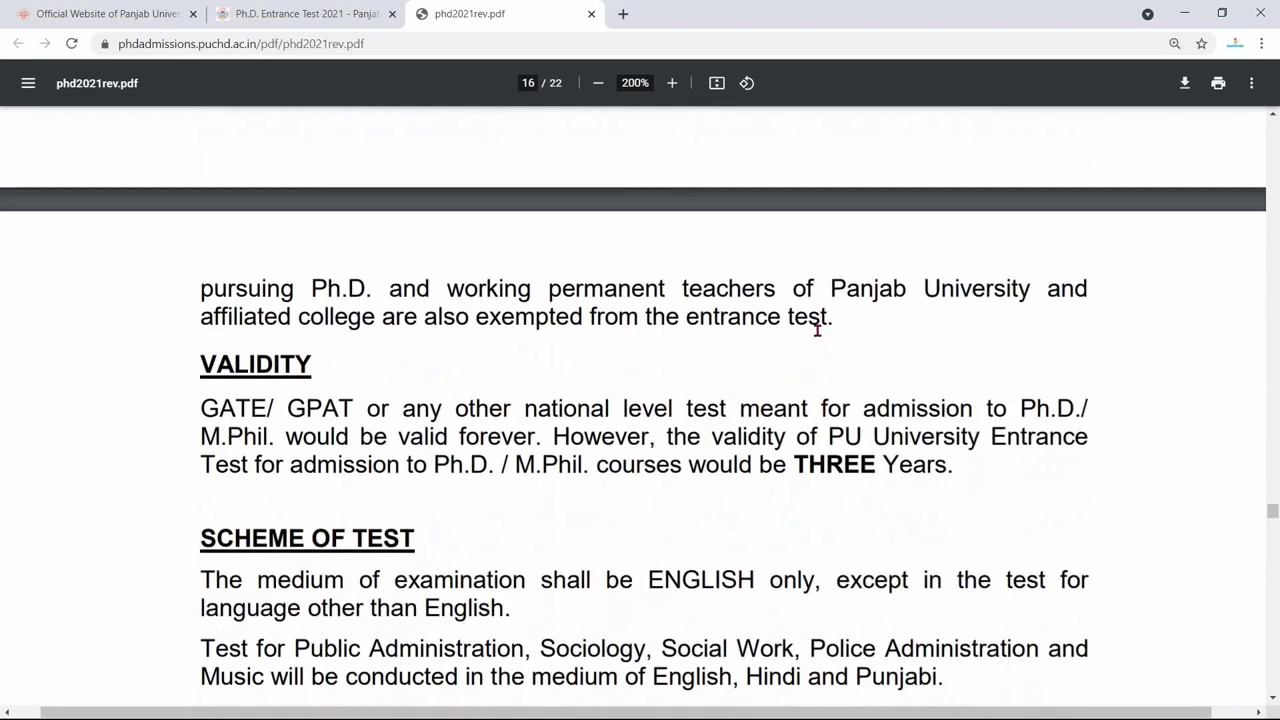 Official Website of Panjab Univer
Ph.D. Entrance Test 2021 - Panjab
phd2021rev.pdf
phdadmissions.puchd.ac.in/pdf/phd2021rev.pdf
phd2021rev.pdf
16 / 22
200%
pursuing Ph.D. and working permanent teachers of Panjab University and
affiliated college are also exempted from the entrance test.
VALIDITY
GATE/ GPAT or any other national level test meant for admission to Ph.D./
M.Phil. would be valid forever. However, the validity of PU University Entrance
Test for admission to Ph.D. / M.Phil. courses would be THREE Years.
SCHEME OF TEST
The medium of examination shall be ENGLISH only, except in the test for
language other than English.
Test for Public Administration, Sociology, Social Work, Police Administration and
Music will be conducted in the medium of English, Hindi and Punjabi.